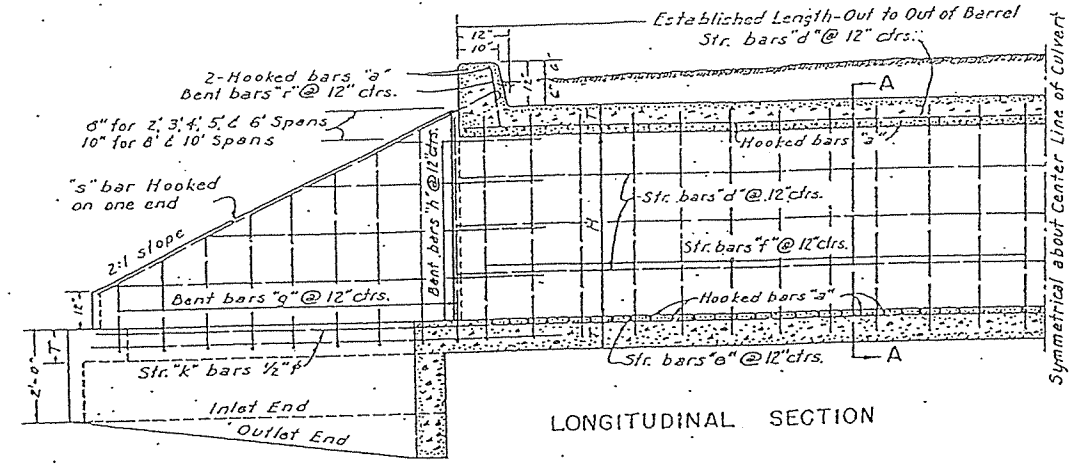 Established Length-Out to Out of Barrel
Str. bars "d" @ 12" ctrs.
12"
10"
2-Hooked bars "a"
Bent bars "r" @ 12" ctrs.
12"
6"
A
T
6" for 2', 3', 4', 5', & 6' Spans
10" for 8' & 10' Spans
Hooked bars "a"
"s" bar Hooked
on one end
Bent bars "h" @ 12" ctrs.
Str. bars "d" @ 12" ctrs.
H
2:1 slope
Str. bars "f" @ 12" ctrs.
12"
Bent bars "g" @ 12" ctrs.
Hooked bars "a"
T
T
Str. bars "e" @ 12" ctrs.
A
2'-0"
Str. "k" bars 1/2" φ
Inlet End
Outlet End
LONGITUDINAL SECTION
Symmetrical about Center Line of Culvert